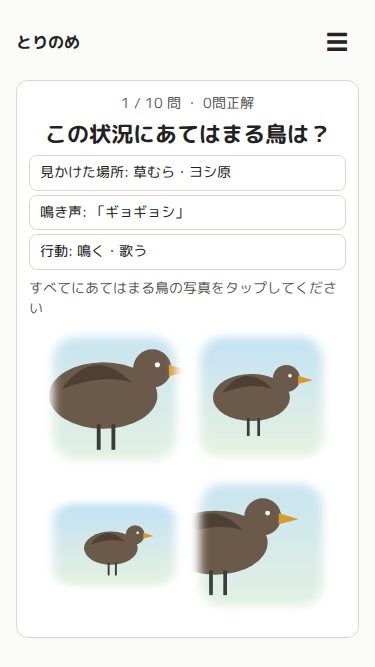 とりのめ
1 / 10 問 ・ 0問正解
この状況にあてはまる鳥は？
見かけた場所: 草むら・ヨシ原
鳴き声: 「ギョギョシ」
行動: 鳴く・歌う
すべてにあてはまる鳥の写真をタップしてくださ
い